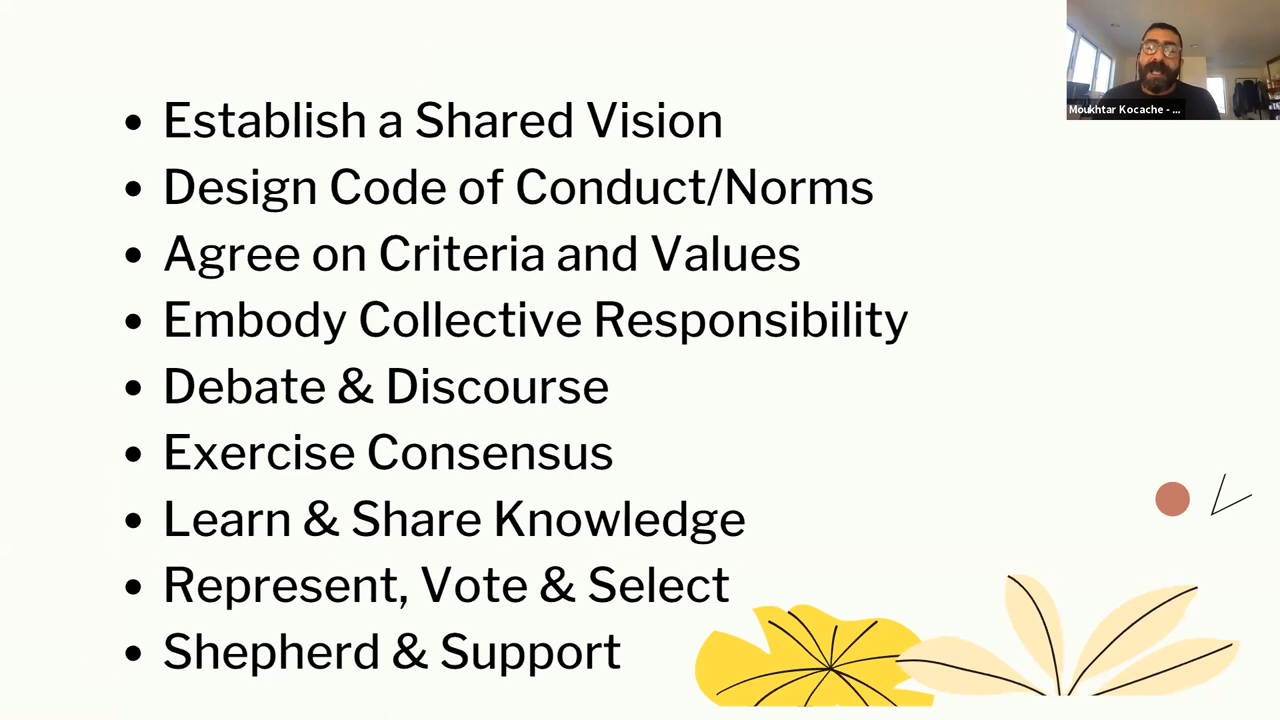 • Establish a Shared Vision
• Design Code of Conduct/Norms
• Agree on Criteria and Values
• Embody Collective Responsibility
• Debate & Discourse
• Exercise Consensus
• Learn & Share Knowledge
• Represent, Vote & Select
• Shepherd & Support
Moukhtar Kocache - ...